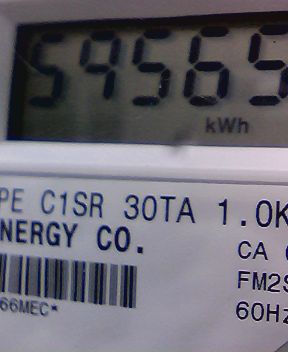 59565
kWh
PE C1SR 30TA 1.0K
NERGY CO.
CA
FM2S
66MEC*
60Hz